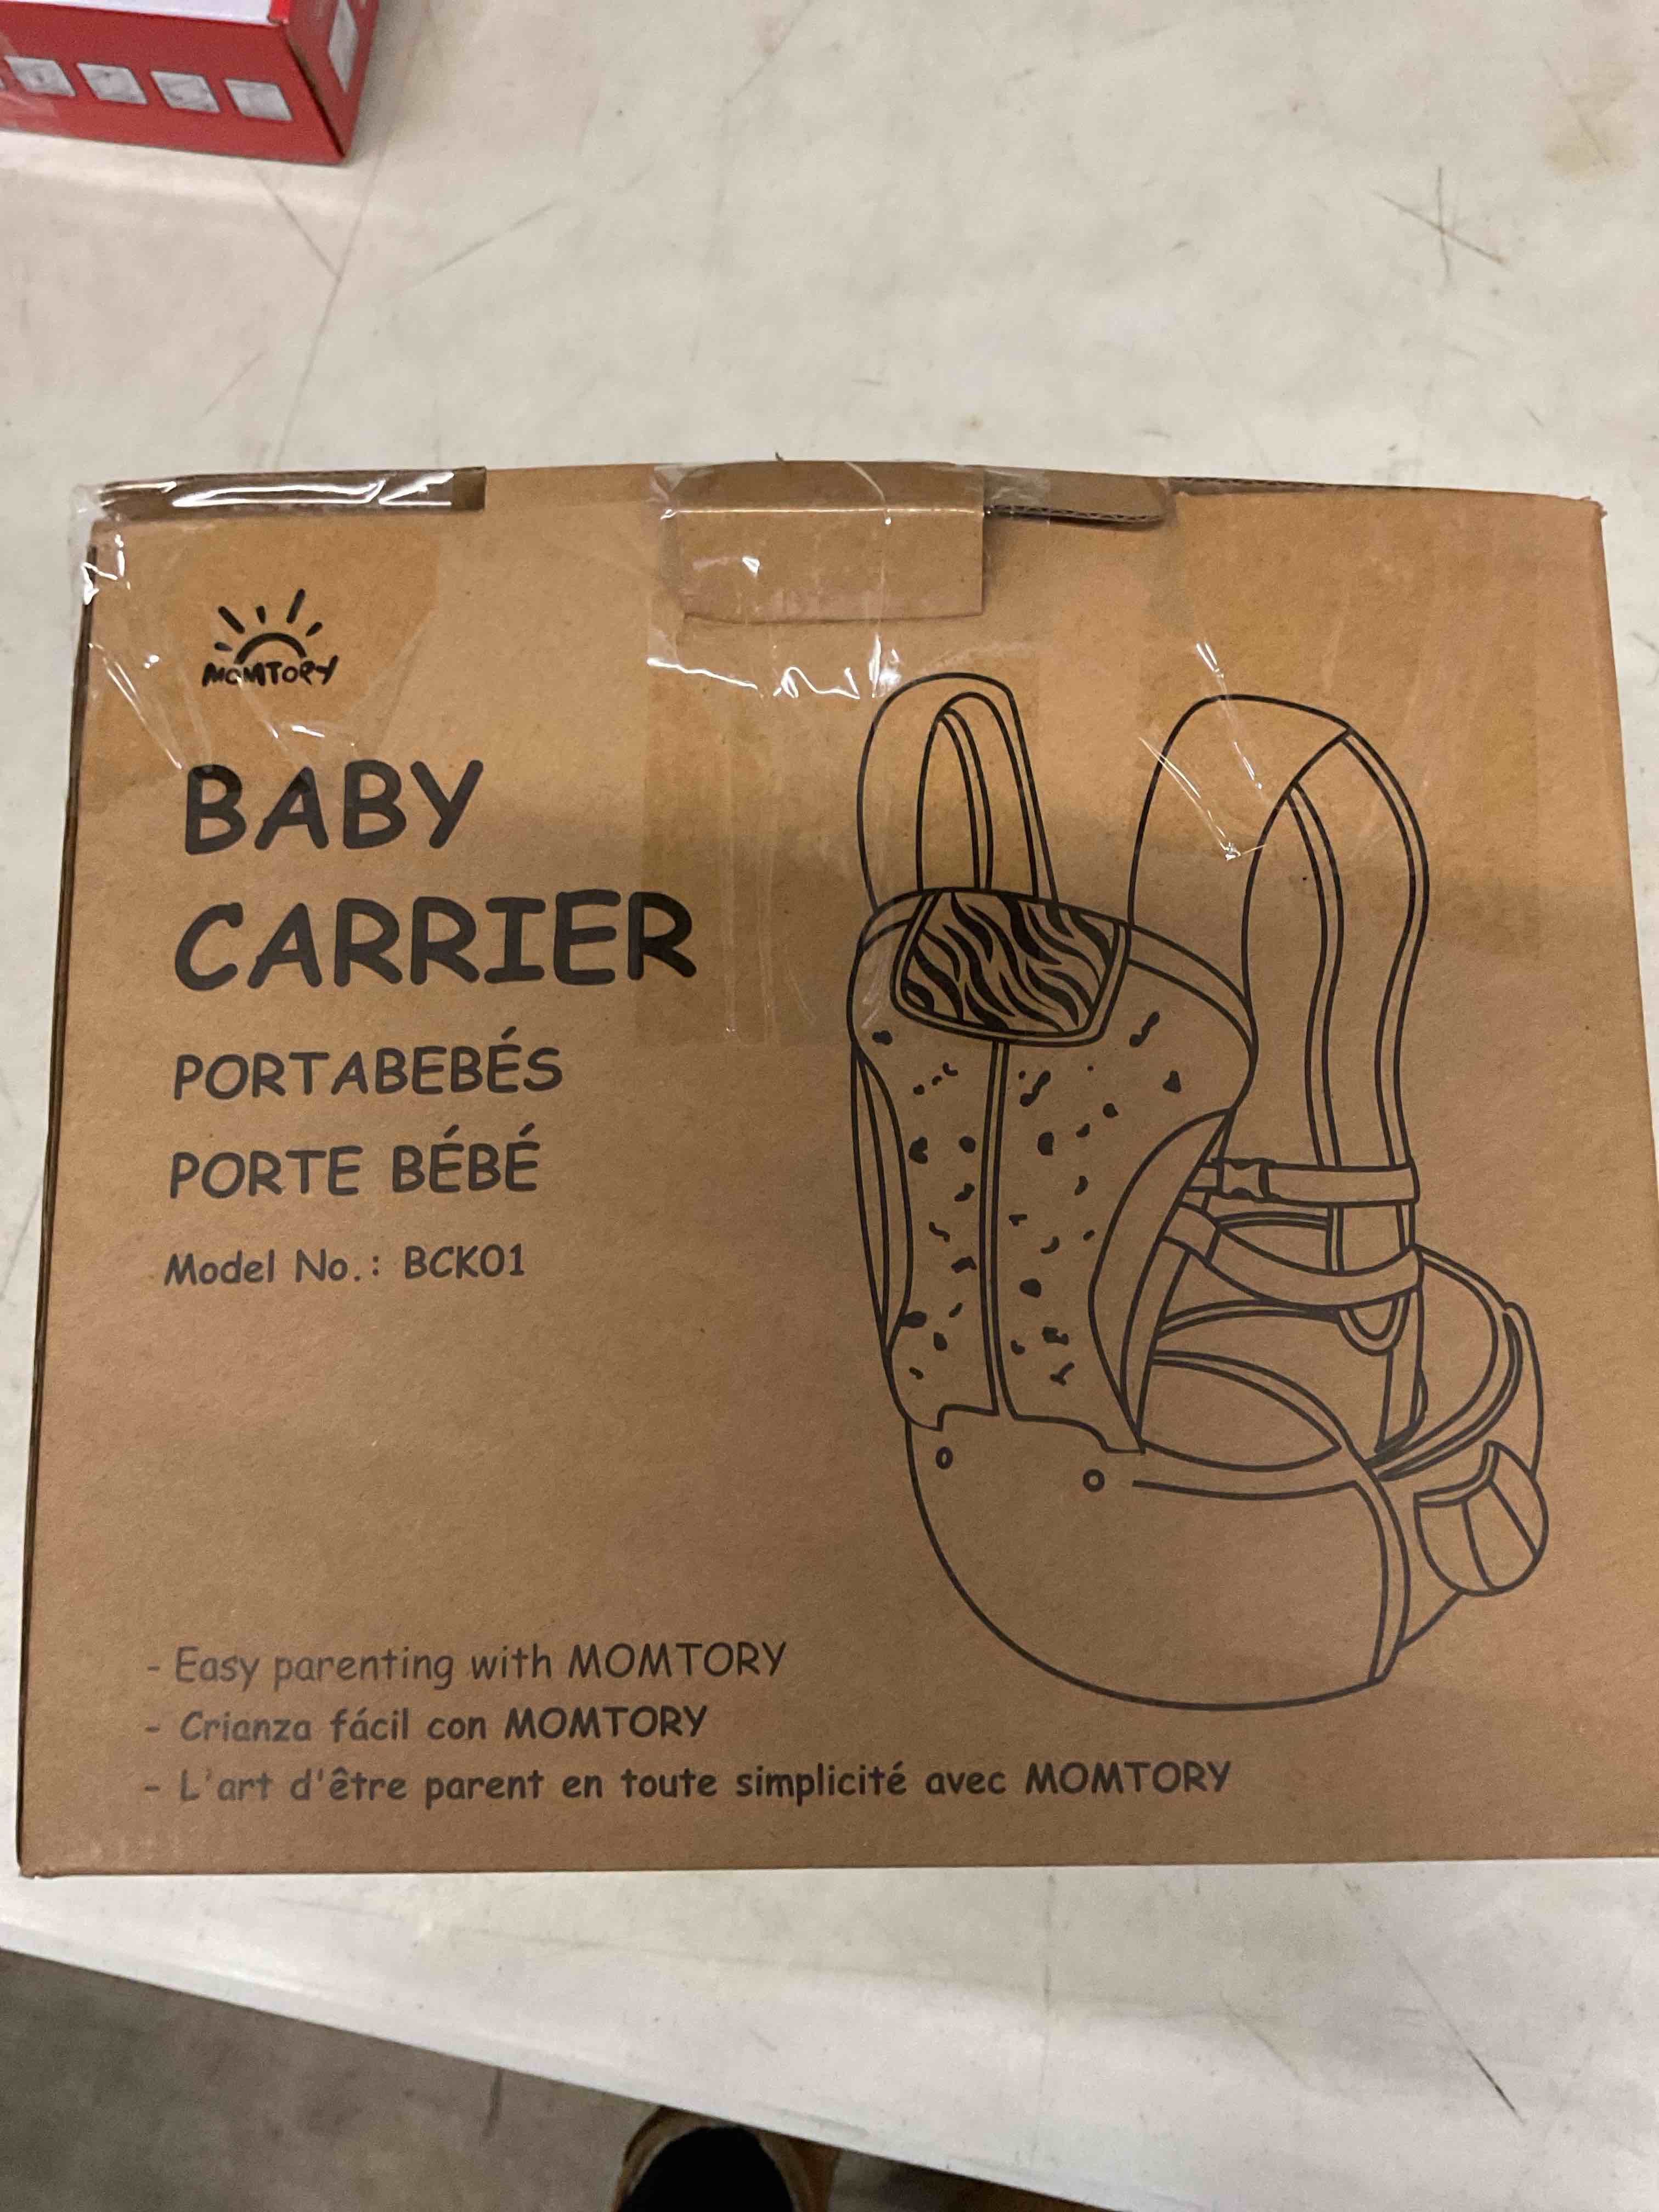 MOMTORY
BABY
CARRIER
PORTABEBÉS
PORTE BÉBÉ
Model No.: BCK01
- Easy parenting with MOMTORY
- Crianza fácil con MOMTORY
- L'art d'être parent en toute simplicité avec MOMTORY